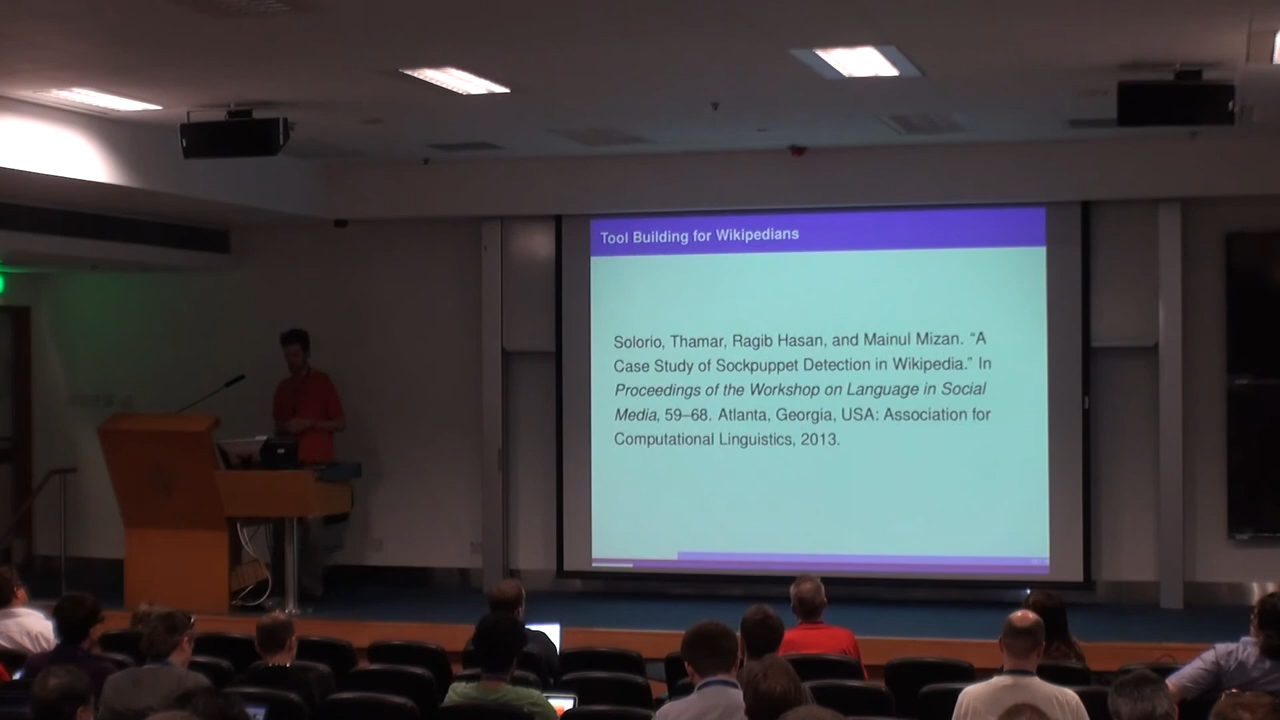 Tool Building for Wikipedians
Solorio, Thamar, Ragib Hasan, and Mainul Mizan. “A
Case Study of Sockpuppet Detection in Wikipedia.” In
Proceedings of the Workshop on Language in Social
Media, 59–68. Atlanta, Georgia, USA: Association for
Computational Linguistics, 2013.